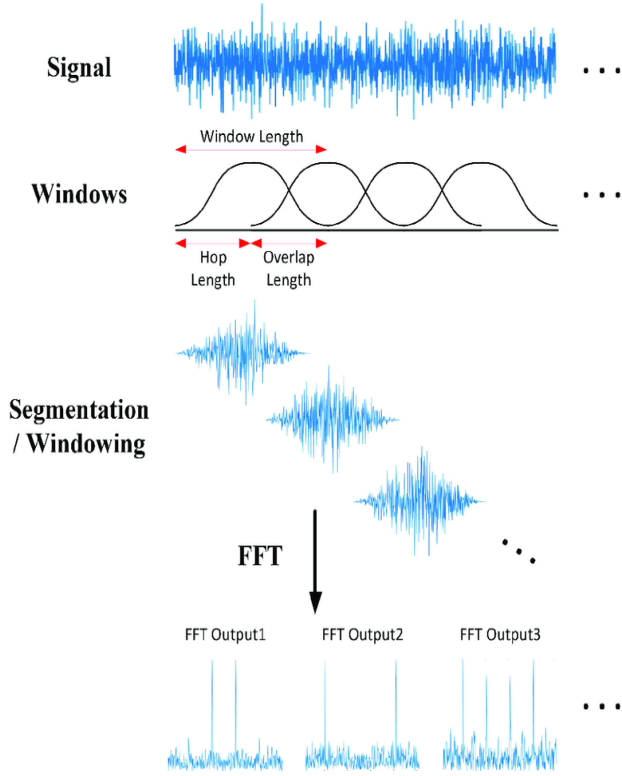 Signal
. . .
Window Length
Windows
. . .
Hop
Length
Overlap
Length
Segmentation
/ Windowing
FFT
. . .
FFT Output1
FFT Output2
FFT Output3
. . .